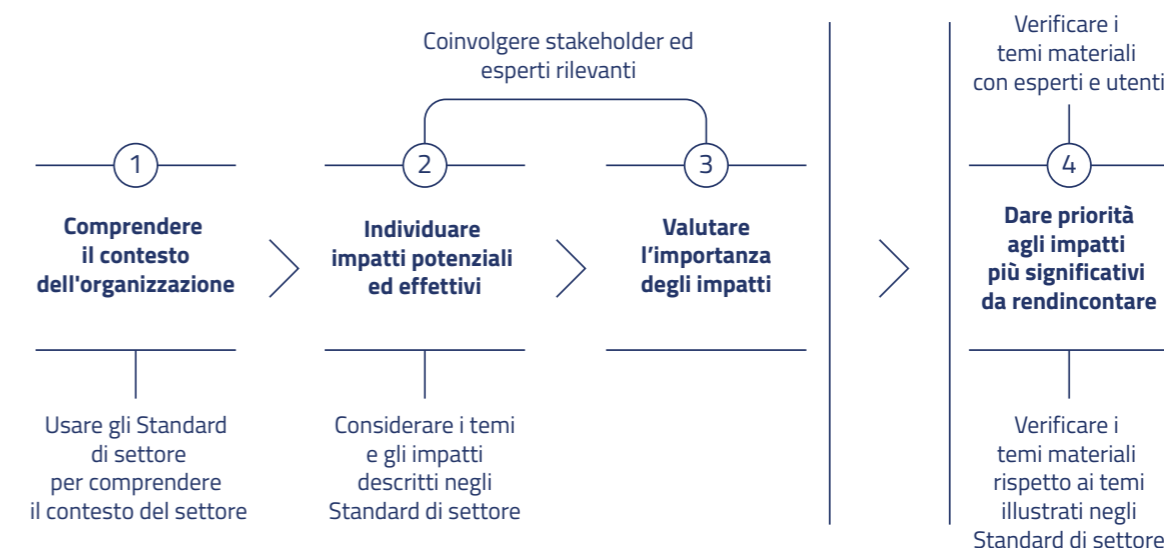 Coinvolgere stakeholder ed
esperti rilevanti
1
Comprendere
il contesto
dell'organizzazione
Usare gli Standard
di settore
per comprendere
il contesto del settore
2
Individuare
impatti potenziali
ed effettivi
Considerare i temi
e gli impatti
descritti negli
Standard di settore
3
Valutare
l’importanza
degli impatti
Verificare i
temi materiali
con esperti e utenti
4
Dare priorità
agli impatti
più significativi
da rendincontare
Verificare i
temi materiali
rispetto ai temi
illustrati negli
Standard di settore